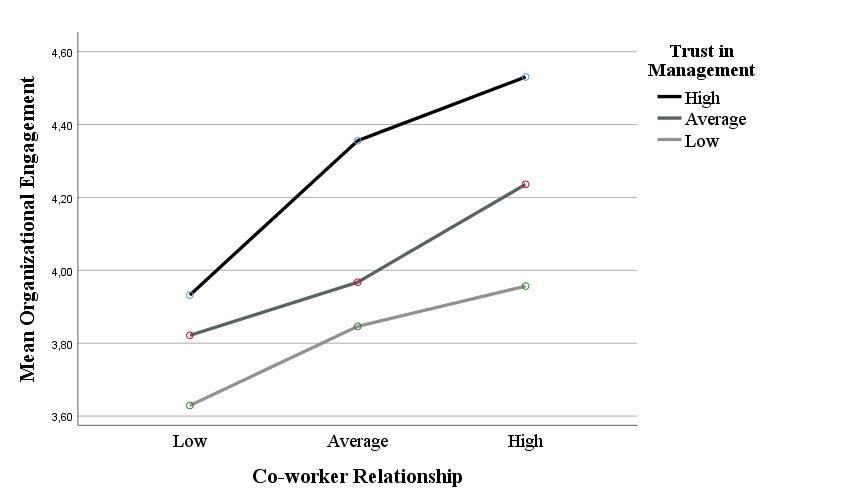 4,60
4,40
4,20
4,00
3,80
3,60
Mean Organizational Engagement
Low
Average
High
Co-worker Relationship
Trust in
Management
High
Average
Low